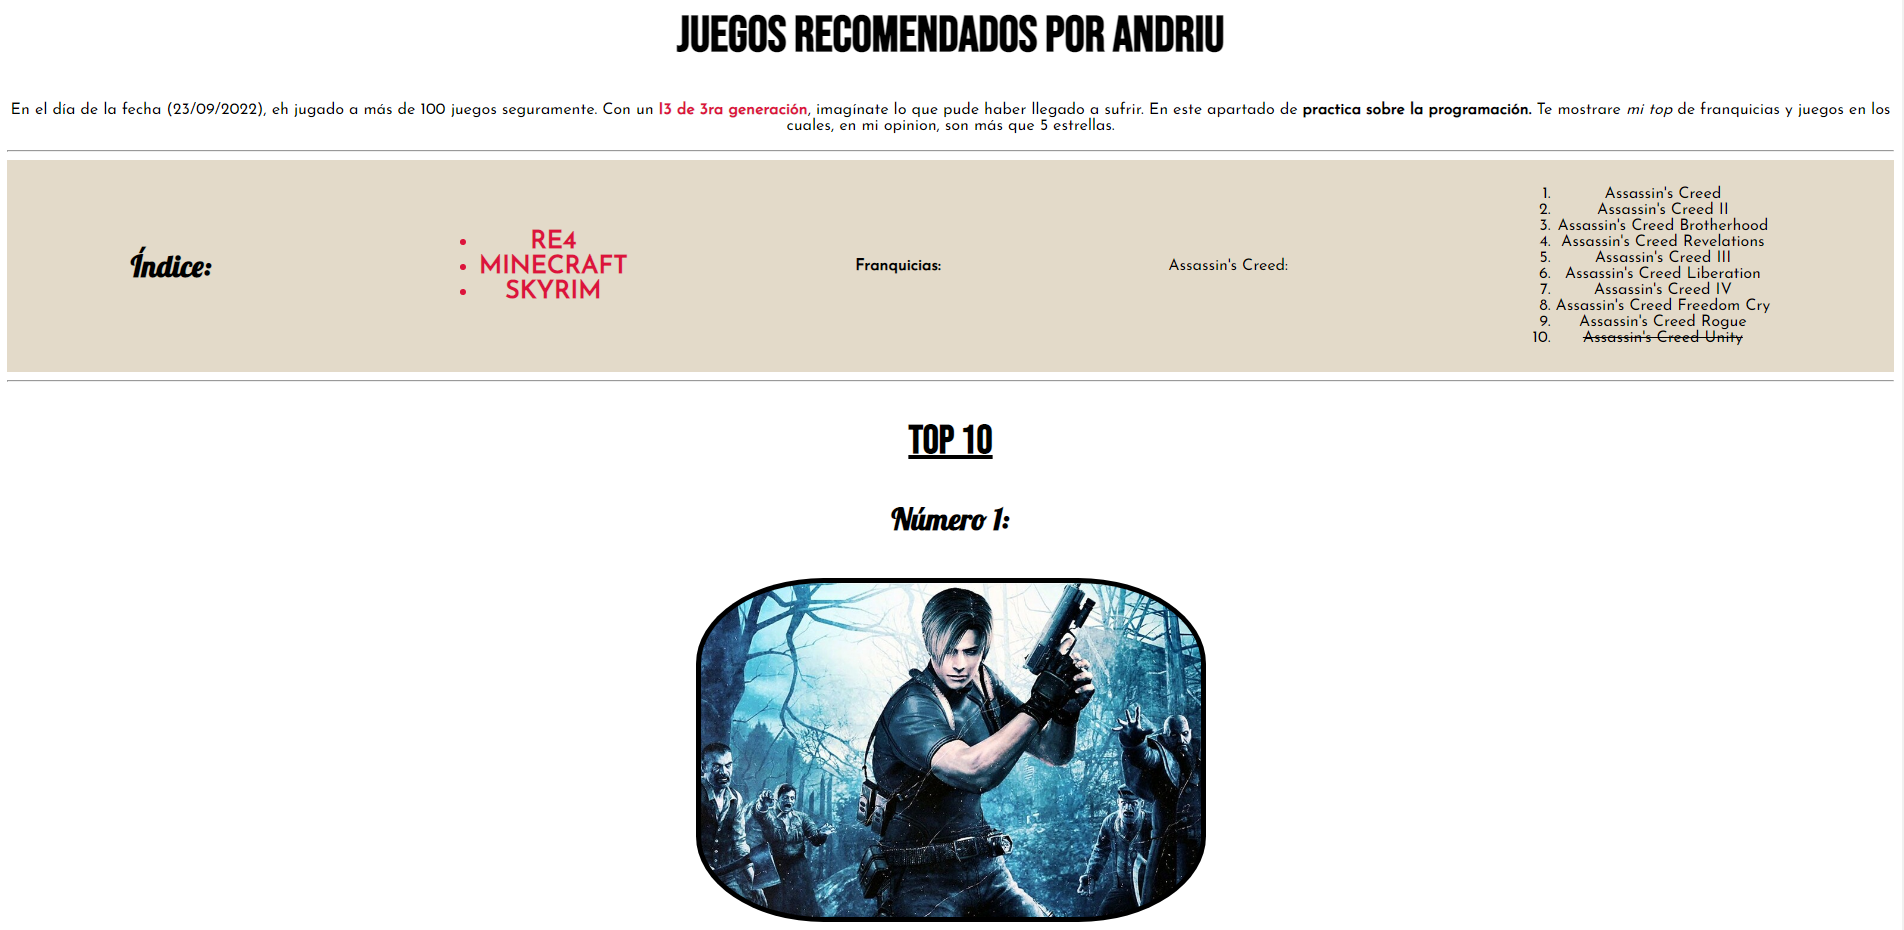 JUEGOS RECOMENDADOS POR ANDRIU
En el día de la fecha (23/09/2022), eh jugado a más de 100 juegos seguramente. Con un I3 de 3ra generación, imagínate lo que pude haber llegado a sufrir. En este apartado de practica sobre la programación. Te mostrare mi top de franquicias y juegos en los
cuales, en mi opinion, son más que 5 estrellas.
Índice:
• RE4
• MINECRAFT
• SKYRIM
Franquicias:
Assassin's Creed:
1. Assassin's Creed
2. Assassin's Creed II
3. Assassin's Creed Brotherhood
4. Assassin's Creed Revelations
5. Assassin's Creed III
6. Assassin's Creed Liberation
7. Assassin's Creed IV
8. Assassin's Creed Freedom Cry
9. Assassin's Creed Rogue
10. Assassin's Creed Unity
TOP 10
Número 1: